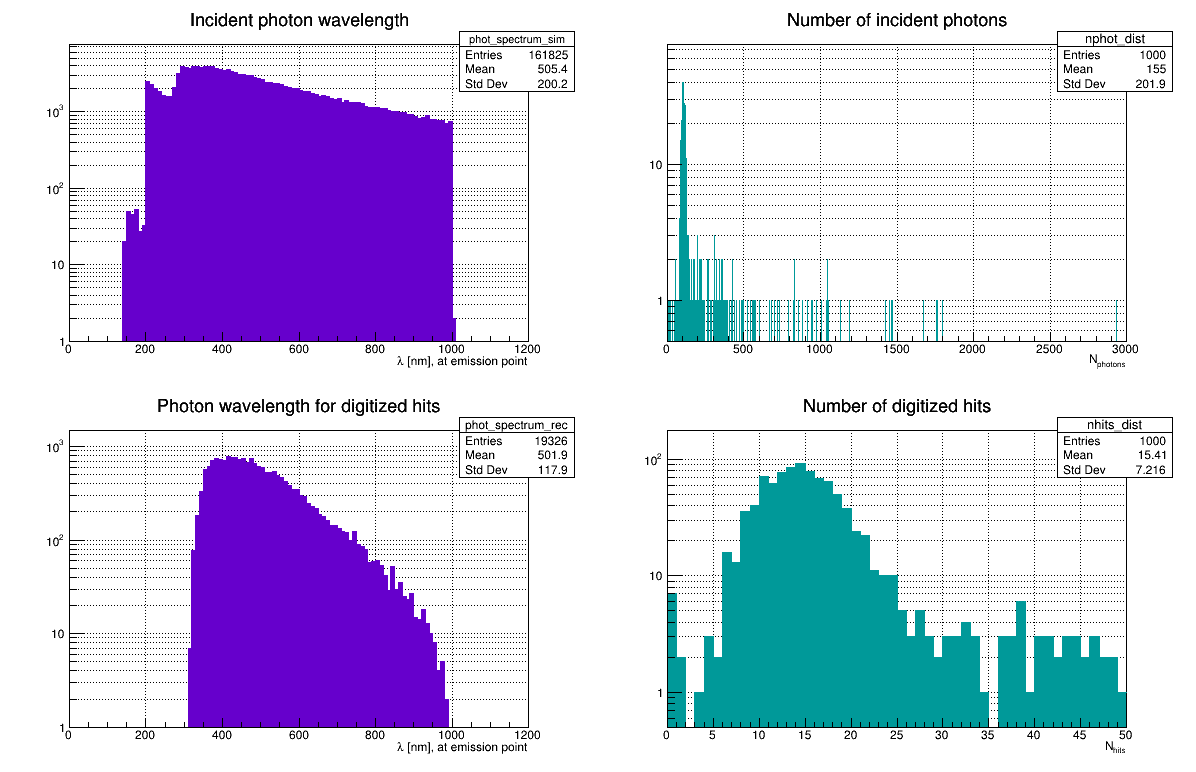 Incident photon wavelength
phot_spectrum_sim
Entries 161825
Mean 505.4
Std Dev 200.2
10³
10²
10
1
0 200 400 600 800 1000 1200
λ [nm], at emission point
Number of incident photons
nphot_dist
Entries 1000
Mean 155
Std Dev 201.9
10
1
0 500 1000 1500 2000 2500 3000
Nphotons
Photon wavelength for digitized hits
phot_spectrum_rec
Entries 19326
Mean 501.9
Std Dev 117.9
10³
10²
10
1
0 200 400 600 800 1000 1200
λ [nm], at emission point
Number of digitized hits
nhits_dist
Entries 1000
Mean 15.41
Std Dev 7.216
10²
10
1
0 5 10 15 20 25 30 35 40 45 50
Nhits